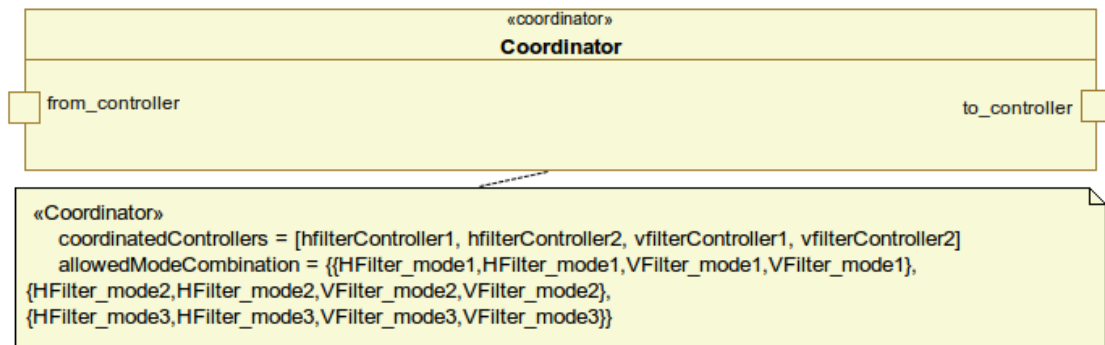 «coordinator»
Coordinator
from_controller
to_controller
«Coordinator»
coordinatedControllers = [hfilterController1, hfilterController2, vfilterController1, vfilterController2]
allowedModeCombination = {{HFilter_mode1,HFilter_mode1,VFilter_mode1,VFilter_mode1},
{HFilter_mode2,HFilter_mode2,VFilter_mode2,VFilter_mode2},
{HFilter_mode3,HFilter_mode3,VFilter_mode3,VFilter_mode3}}